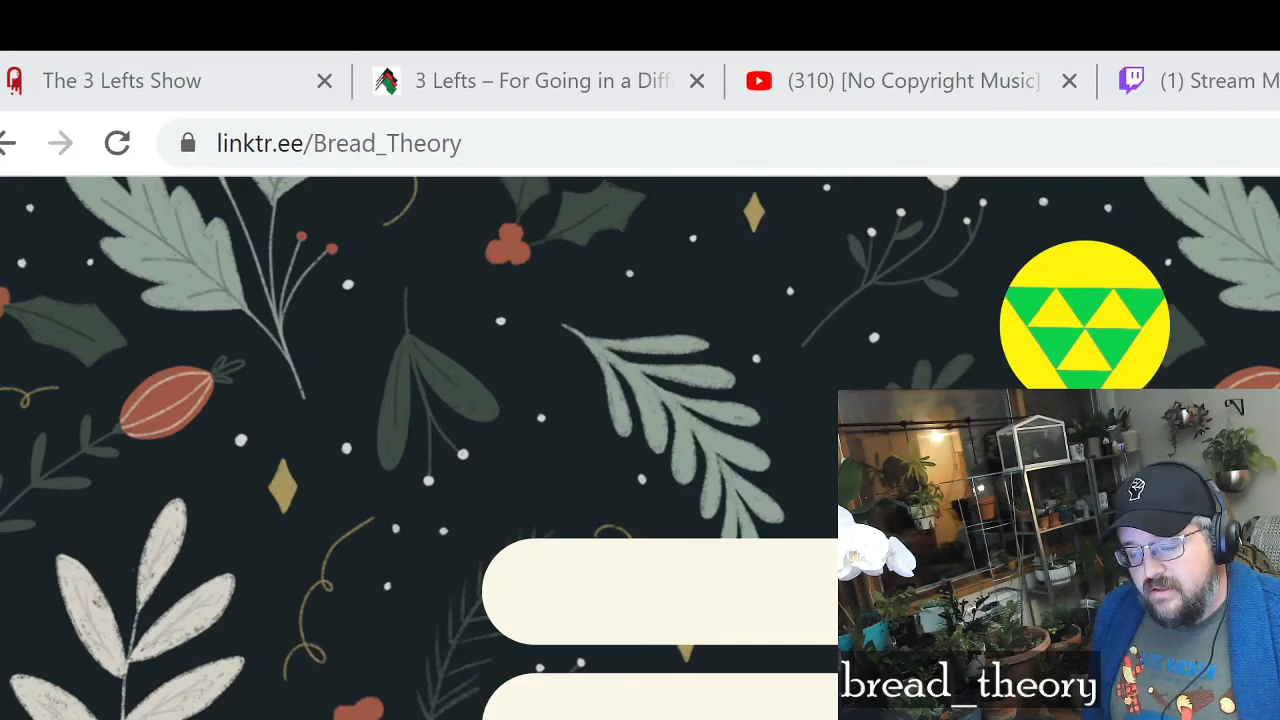 The 3 Lefts Show
3 Lefts – For Going in a Diff
(310) [No Copyright Music]
(1) Stream M
linktr.ee/Bread_Theory
bread_theory